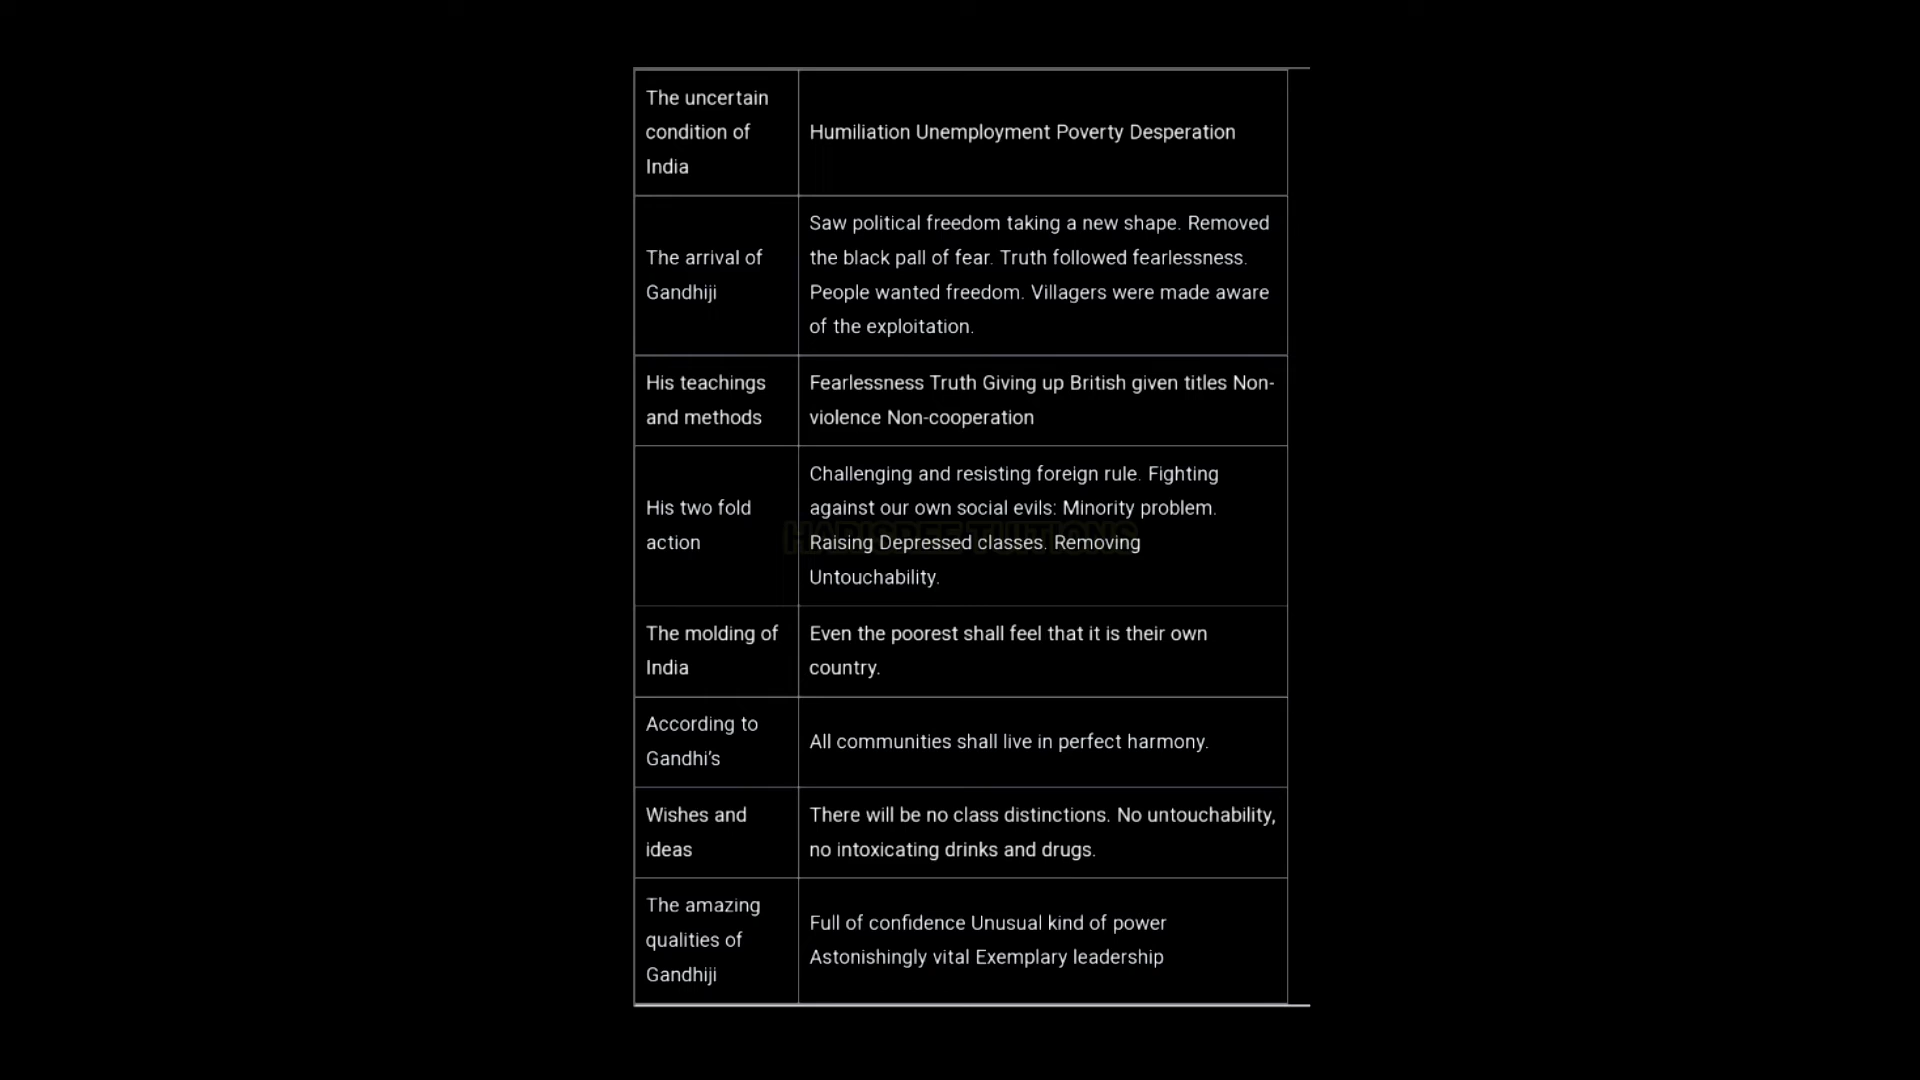 The uncertain
condition of
India
Humiliation Unemployment Poverty Desperation
The arrival of
Gandhiji
Saw political freedom taking a new shape. Removed
the black pall of fear. Truth followed fearlessness.
People wanted freedom. Villagers were made aware
of the exploitation.
His teachings
and methods
Fearlessness Truth Giving up British given titles Non-
violence Non-cooperation
His two fold
action
Challenging and resisting foreign rule. Fighting
against our own social evils: Minority problem.
Raising Depressed classes. Removing
Untouchability.
HARISREE TUITIONS
The molding of
India
Even the poorest shall feel that it is their own
country.
According to
Gandhi’s
All communities shall live in perfect harmony.
Wishes and
ideas
There will be no class distinctions. No untouchability,
no intoxicating drinks and drugs.
The amazing
qualities of
Gandhiji
Full of confidence Unusual kind of power
Astonishingly vital Exemplary leadership